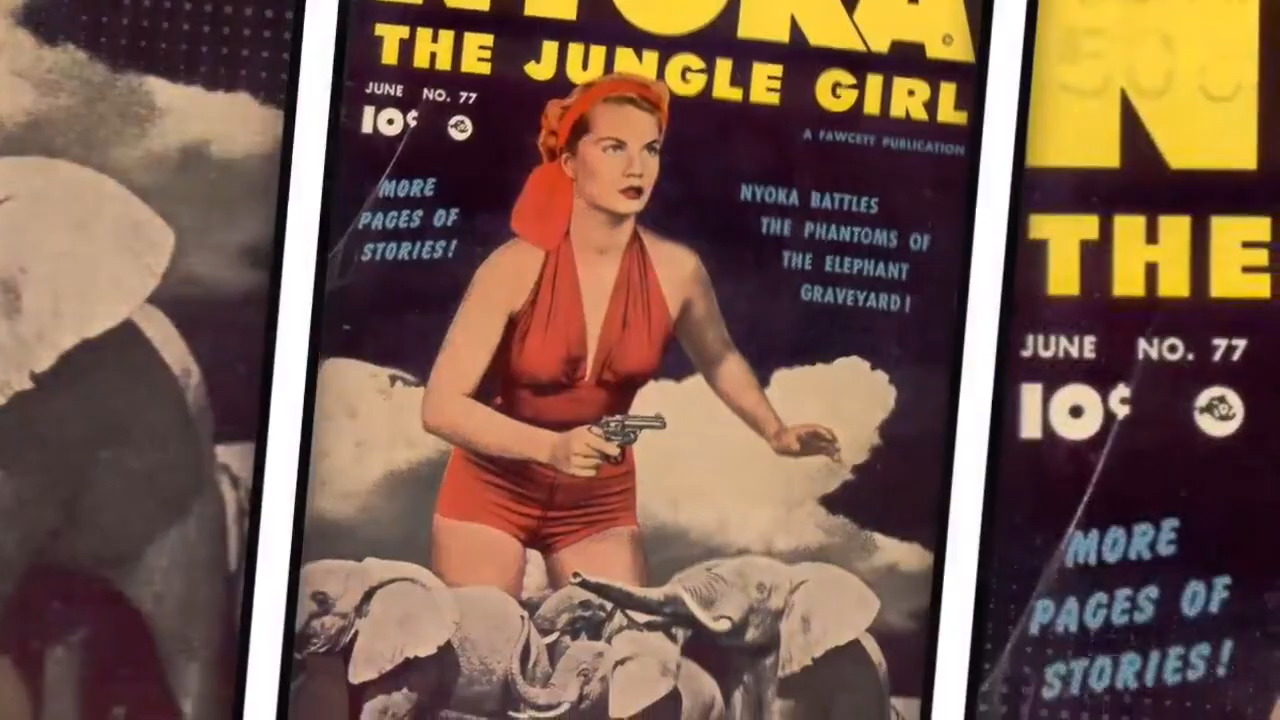 NYOKA
THE JUNGLE GIRL
JUNE NO. 77
10¢
A FAWCETT PUBLICATION
MORE
PAGES OF
STORIES!
NYOKA BATTLES
THE PHANTOMS OF
THE ELEPHANT
GRAVEYARD!
N
THE
JUNE NO. 77
10¢
MORE
PAGES OF
STORIES!